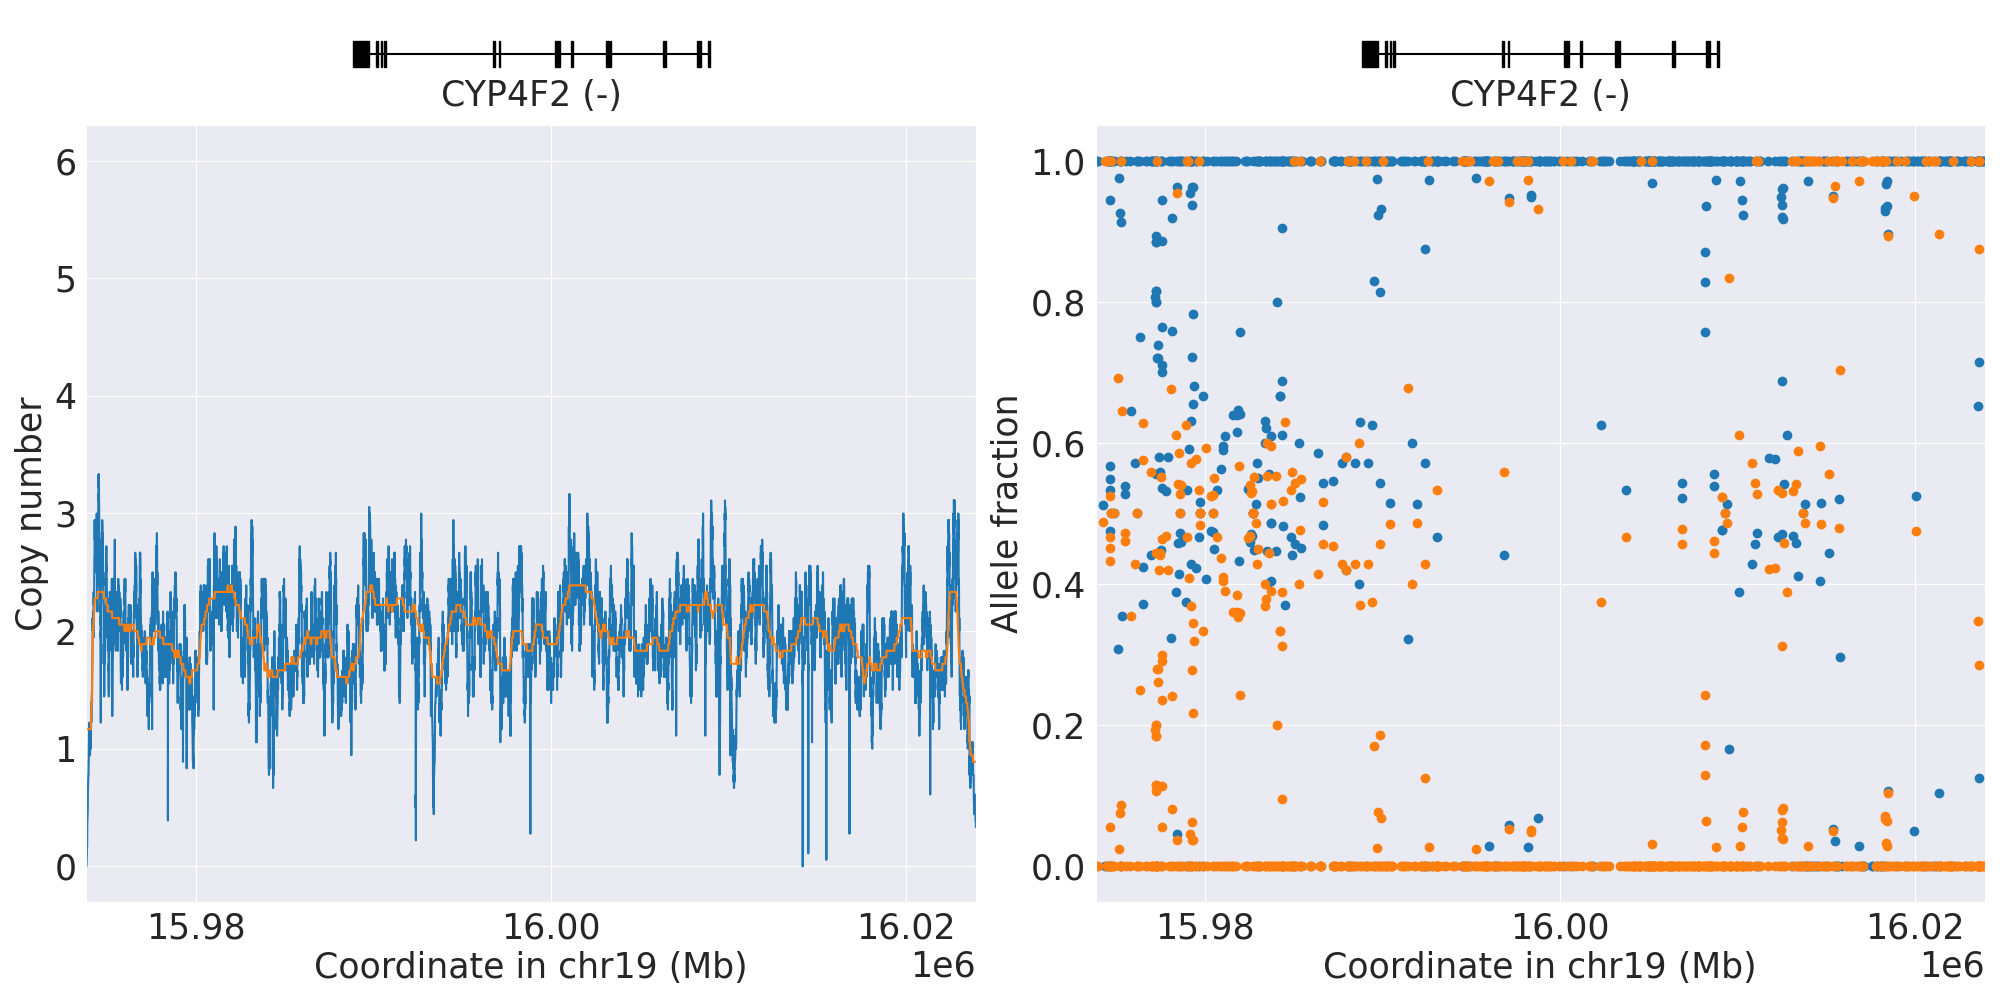 CYP4F2 (-)
6
5
4
3
2
1
0
Copy number
15.98
16.00
16.02
Coordinate in chr19 (Mb)
1e6
CYP4F2 (-)
1.0
0.8
0.6
0.4
0.2
0.0
Allele fraction
15.98
16.00
16.02
Coordinate in chr19 (Mb)
1e6